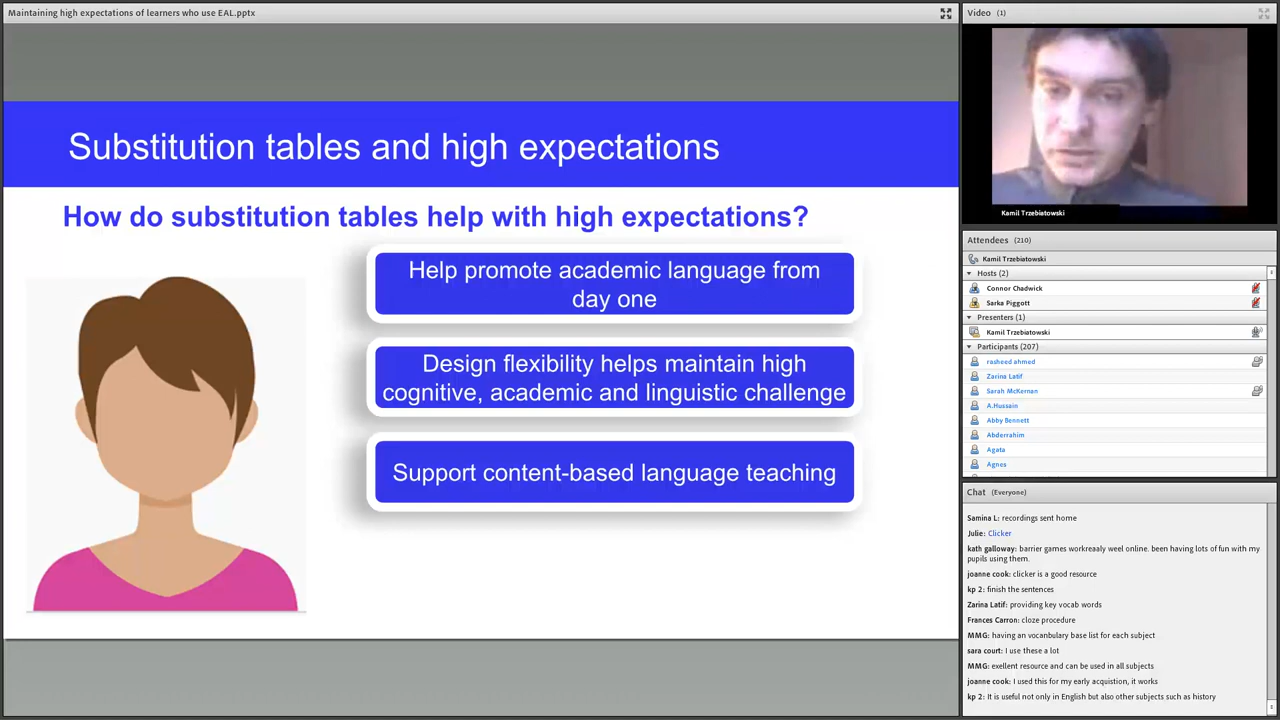 Maintaining high expectations of learners who use EAL.pptx
Substitution tables and high expectations
How do substitution tables help with high expectations?
Help promote academic language from
day one
Design flexibility helps maintain high
cognitive, academic and linguistic challenge
Support content-based language teaching
Video (1)
Kamil Trzebiatowski
Attendees (210)
Kamil Trzebiatowski
Hosts (2)
Connor Chadwick
Sarka Piggott
Presenters (1)
Kamil Trzebiatowski
Participants (207)
rasheed ahmed
Zarina Latif
Sarah McKernan
A.Hussain
Abby Bennett
Abderrahim
Agata
Agnes
Chat (Everyone)
Samina L: recordings sent home
Julie: Clicker
kath galloway: barrier games workreaaly weel online. been having lots of fun with my
pupils using them.
joanne cook: clicker is a good resource
kp 2: finish the sentences
Zarina Latif: providing key vocab words
Frances Carron: cloze procedure
MMG: having an vocanbulary base list for each subject
sara court: I use these a lot
MMG: exellent resource and can be used in all subjects
joanne cook: I used this for my early acquistion, it works
kp 2: It is useful not only in English but also other subjects such as history